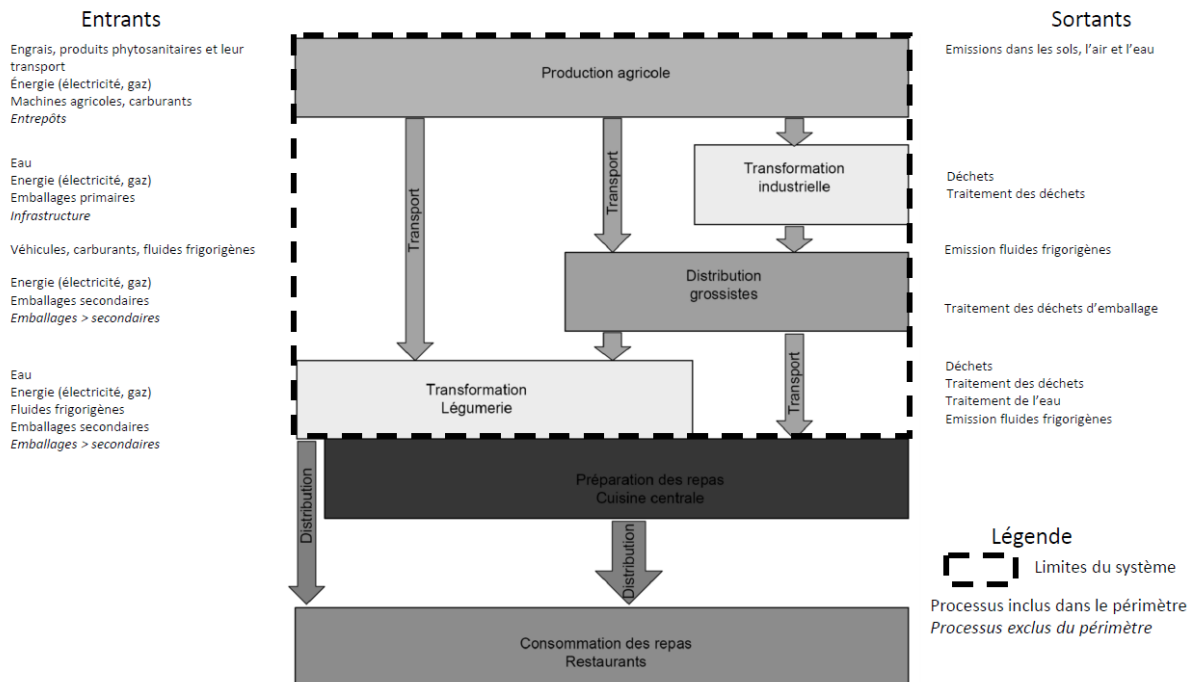 Entrants
Engrais, produits phytosanitaires et leur
transport
Énergie (électricité, gaz)
Machines agricoles, carburants
Entrepôts
Eau
Energie (électricité, gaz)
Emballages primaires
Infrastructure
Véhicules, carburants, fluides frigorigènes
Energie (électricité, gaz)
Emballages secondaires
Emballages > secondaires
Eau
Energie (électricité, gaz)
Fluides frigorigènes
Emballages secondaires
Emballages > secondaires
Production agricole
Transport
Transport
Transformation
industrielle
Distribution
grossistes
Transformation
Légumerie
Transport
Préparation des repas
Cuisine centrale
Distribution
Distribution
Consommation des repas
Restaurants
Sortants
Emissions dans les sols, l'air et l'eau
Déchets
Traitement des déchets
Emission fluides frigorigènes
Traitement des déchets d'emballage
Déchets
Traitement des déchets
Traitement de l'eau
Emission fluides frigorigènes
Légende
Limites du système
Processus inclus dans le périmètre
Processus exclus du périmètre